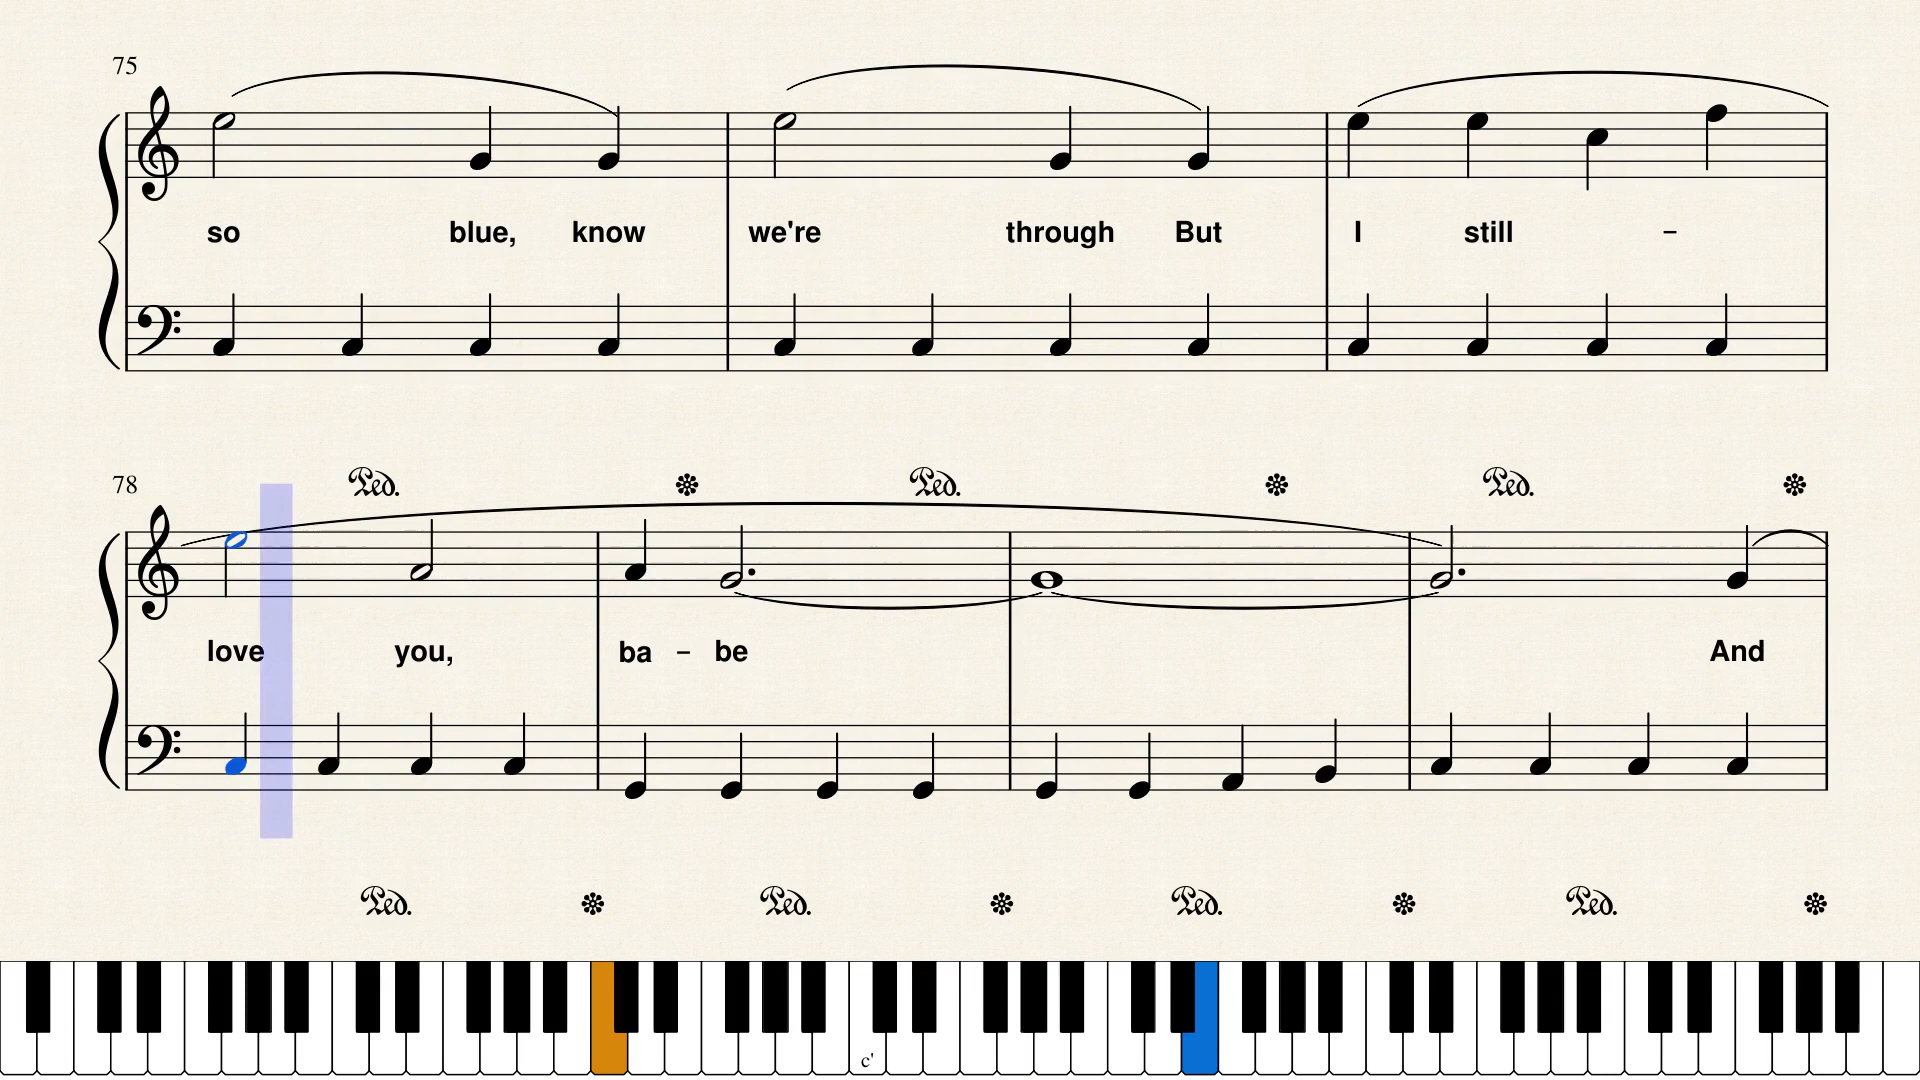 75
so blue, know we're through But I still –
78
Ped. Ped. Ped.
love you, ba – be And
Ped. Ped. Ped. Ped.
c'